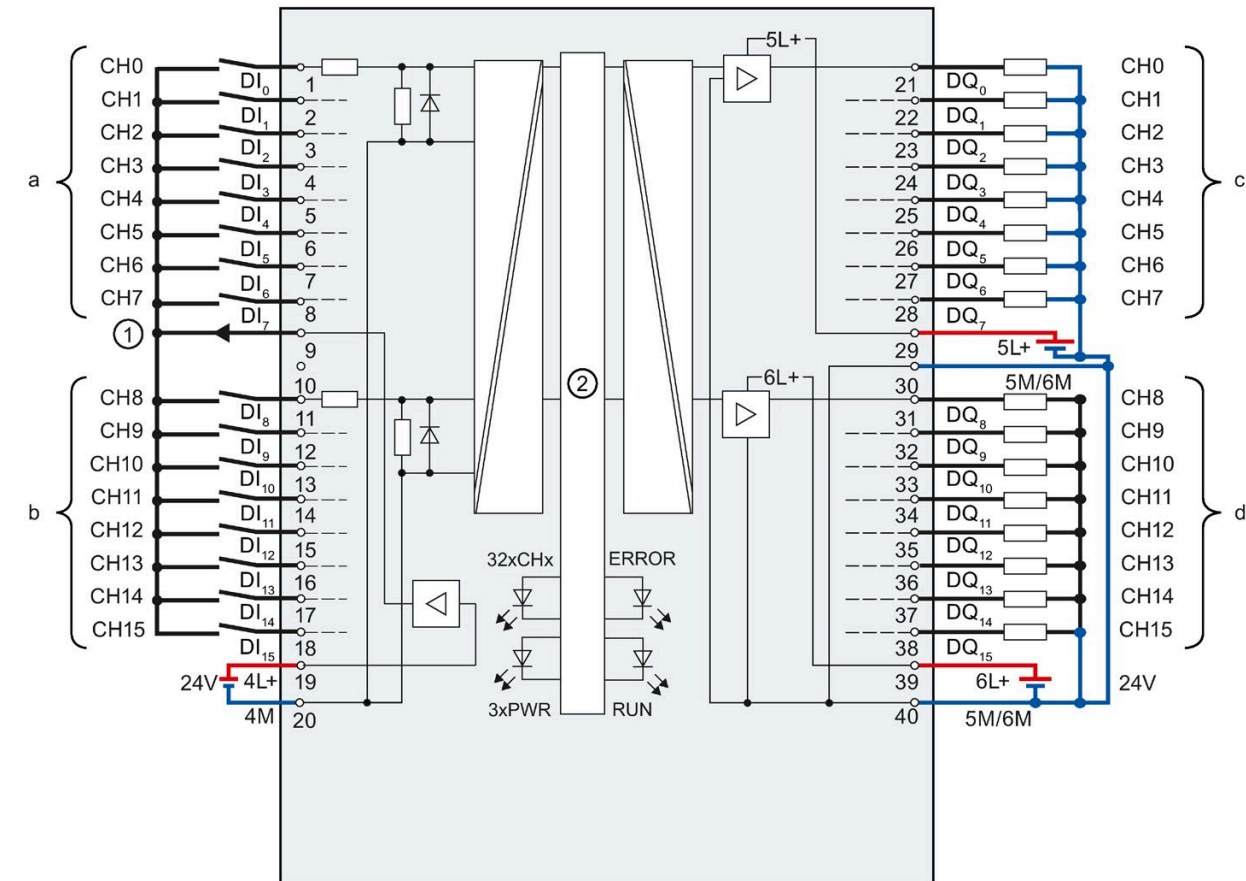 5L+
CH0 DI0 1 21 DQ0 CH0
CH1 DI1 2 22 DQ1 CH1
CH2 DI2 3 23 DQ2 CH2
CH3 DI3 4 24 DQ3 CH3
a c
CH4 DI4 5 25 DQ4 CH4
CH5 DI5 6 26 DQ5 CH5
CH6 DI6 7 27 DQ6 CH6
CH7 DI7 8 28 DQ7 CH7
① 9 29 5L+
10 6L+ ② 30 5M/6M
CH8 DI8 11 31 DQ8 CH8
CH9 DI9 12 32 DQ9 CH9
CH10 DI10 13 33 DQ10 CH10
CH11 DI11 14 34 DQ11 CH11
b d
CH12 DI12 15 35 DQ12 CH12
CH13 DI13 16 32xCHx ERROR 36 DQ13 CH13
CH14 DI14 17 37 DQ14 CH14
CH15 DI15 18 38 DQ15 CH15
24V 4L+ 19 39 6L+ 24V
4M 20 3xPWR RUN 40 5M/6M